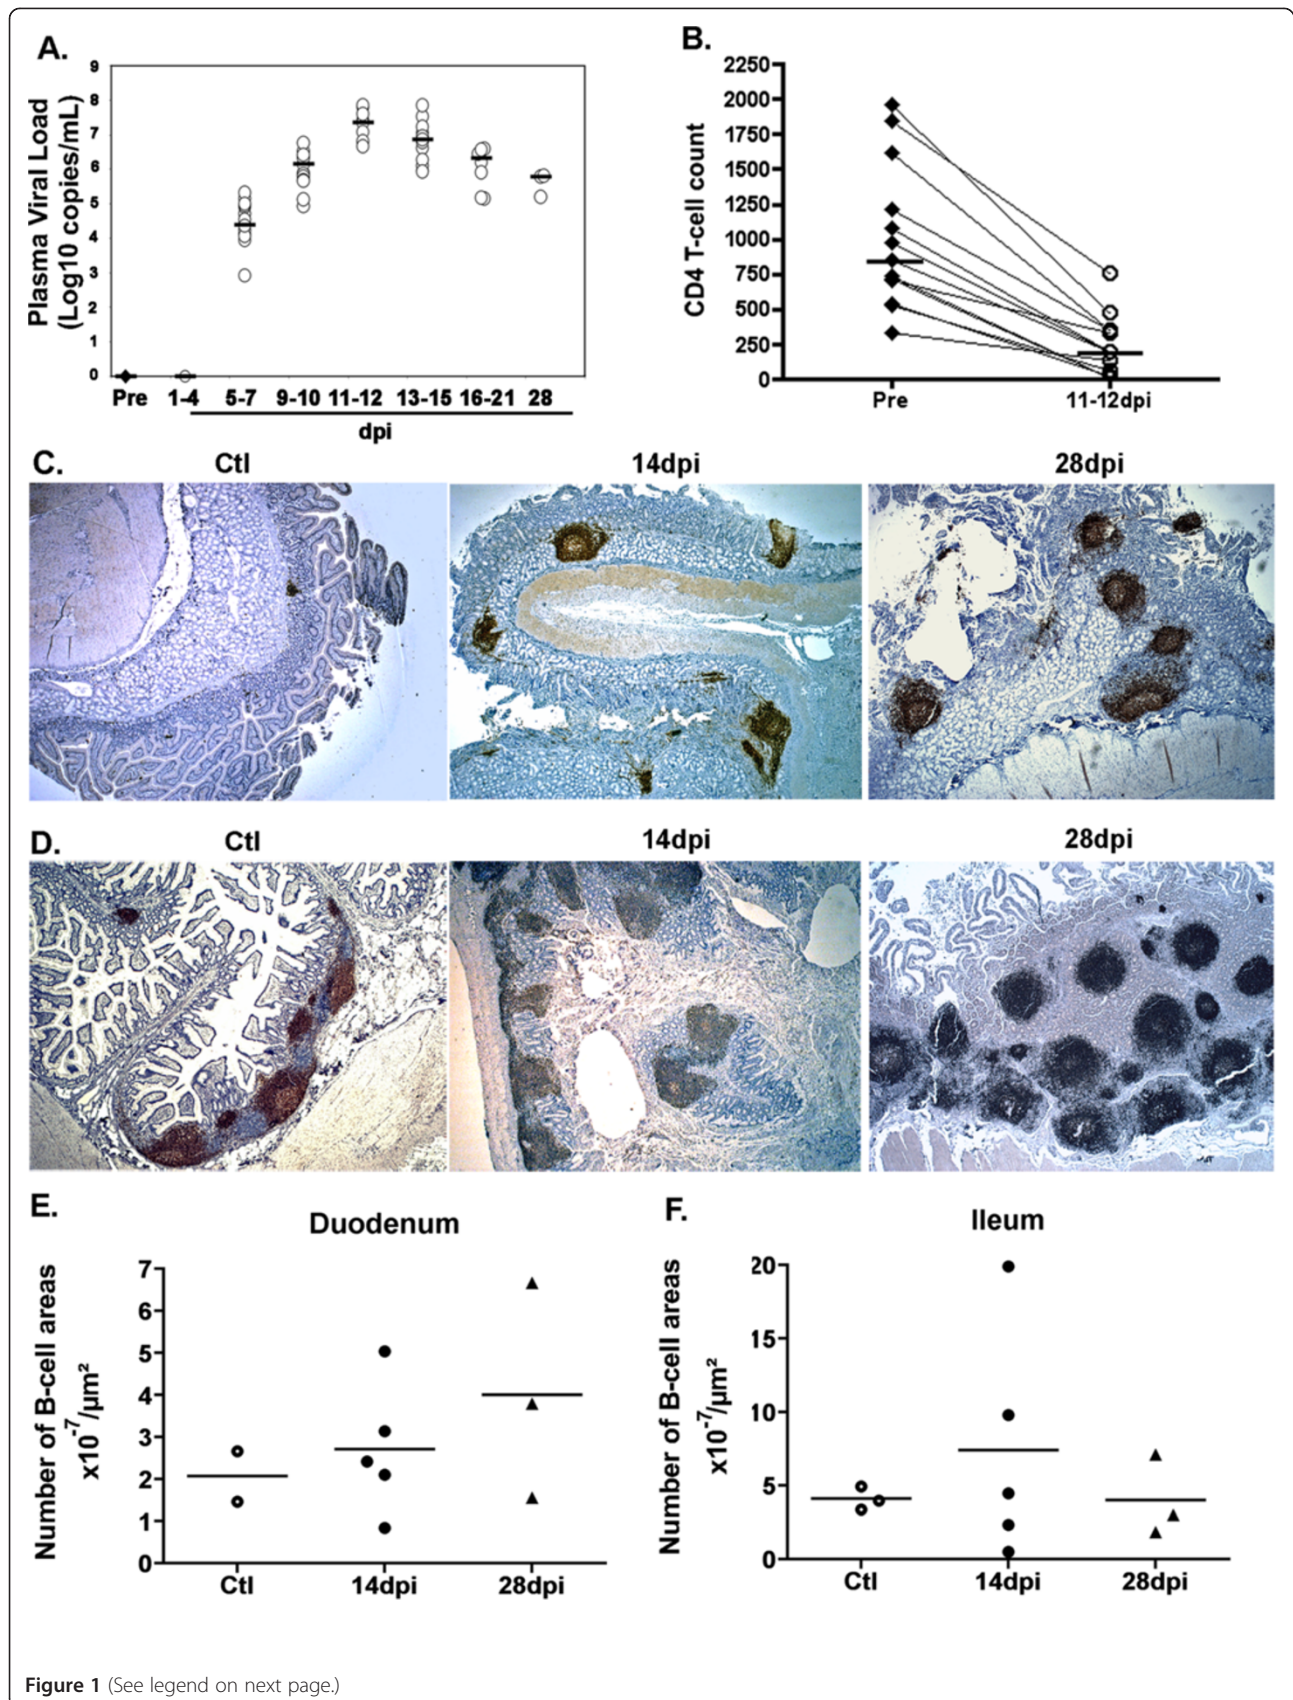 A.
9
8
7
6
5
4
3
2
1
0
Plasma Viral Load
(Log10 copies/mL)
Pre 1-4 5-7 9-10 11-12 13-15 16-21 28
dpi
B.
2250
2000
1750
1500
1250
1000
750
500
250
0
CD4 T-cell count
Pre 11-12dpi
C. Ctl 14dpi 28dpi
D. Ctl 14dpi 28dpi
E.
Duodenum
7
6
5
4
3
2
1
0
Number of B-cell areas
x10⁻⁷/µm²
Ctl 14dpi 28dpi
F.
Ileum
20
15
10
5
0
Number of B-cell areas
x10⁻⁷/µm²
Ctl 14dpi 28dpi
Figure 1 (See legend on next page.)